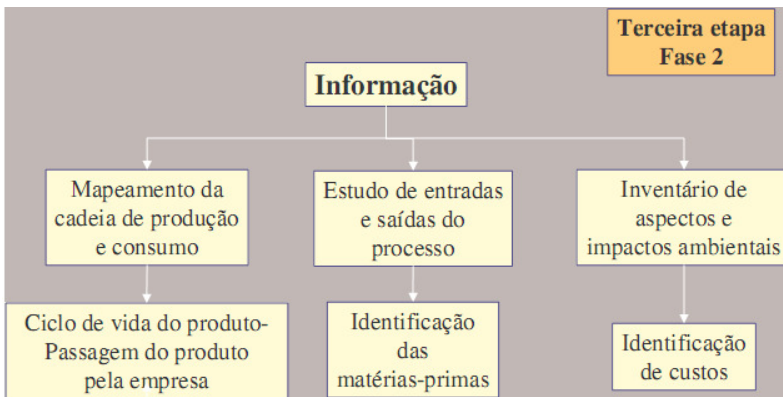 Terceira etapa
Fase 2
Informação
Mapeamento da
cadeia de produção
e consumo
Estudo de entradas
e saídas do
processo
Inventário de
aspectos e
impactos ambientais
Ciclo de vida do produto-
Passagem do produto
pela empresa
Identificação
das
matérias-primas
Identificação
de custos